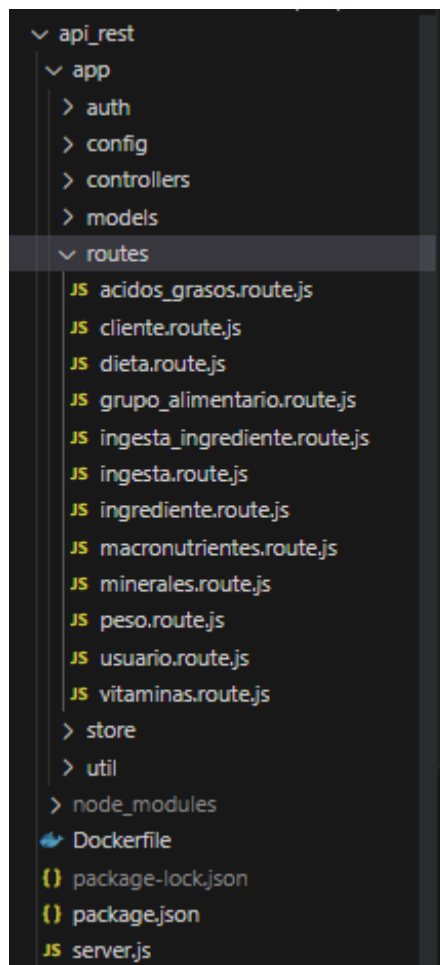 api_rest
app
auth
config
controllers
models
routes
JS acidos_grasos.route.js
JS cliente.route.js
JS dieta.route.js
JS grupo_alimentario.route.js
JS ingesta_ingrediente.route.js
JS ingesta.route.js
JS ingrediente.route.js
JS macronutrientes.route.js
JS minerales.route.js
JS peso.route.js
JS usuario.route.js
JS vitaminas.route.js
store
util
node_modules
Dockerfile
{} package-lock.json
{} package.json
JS server.js